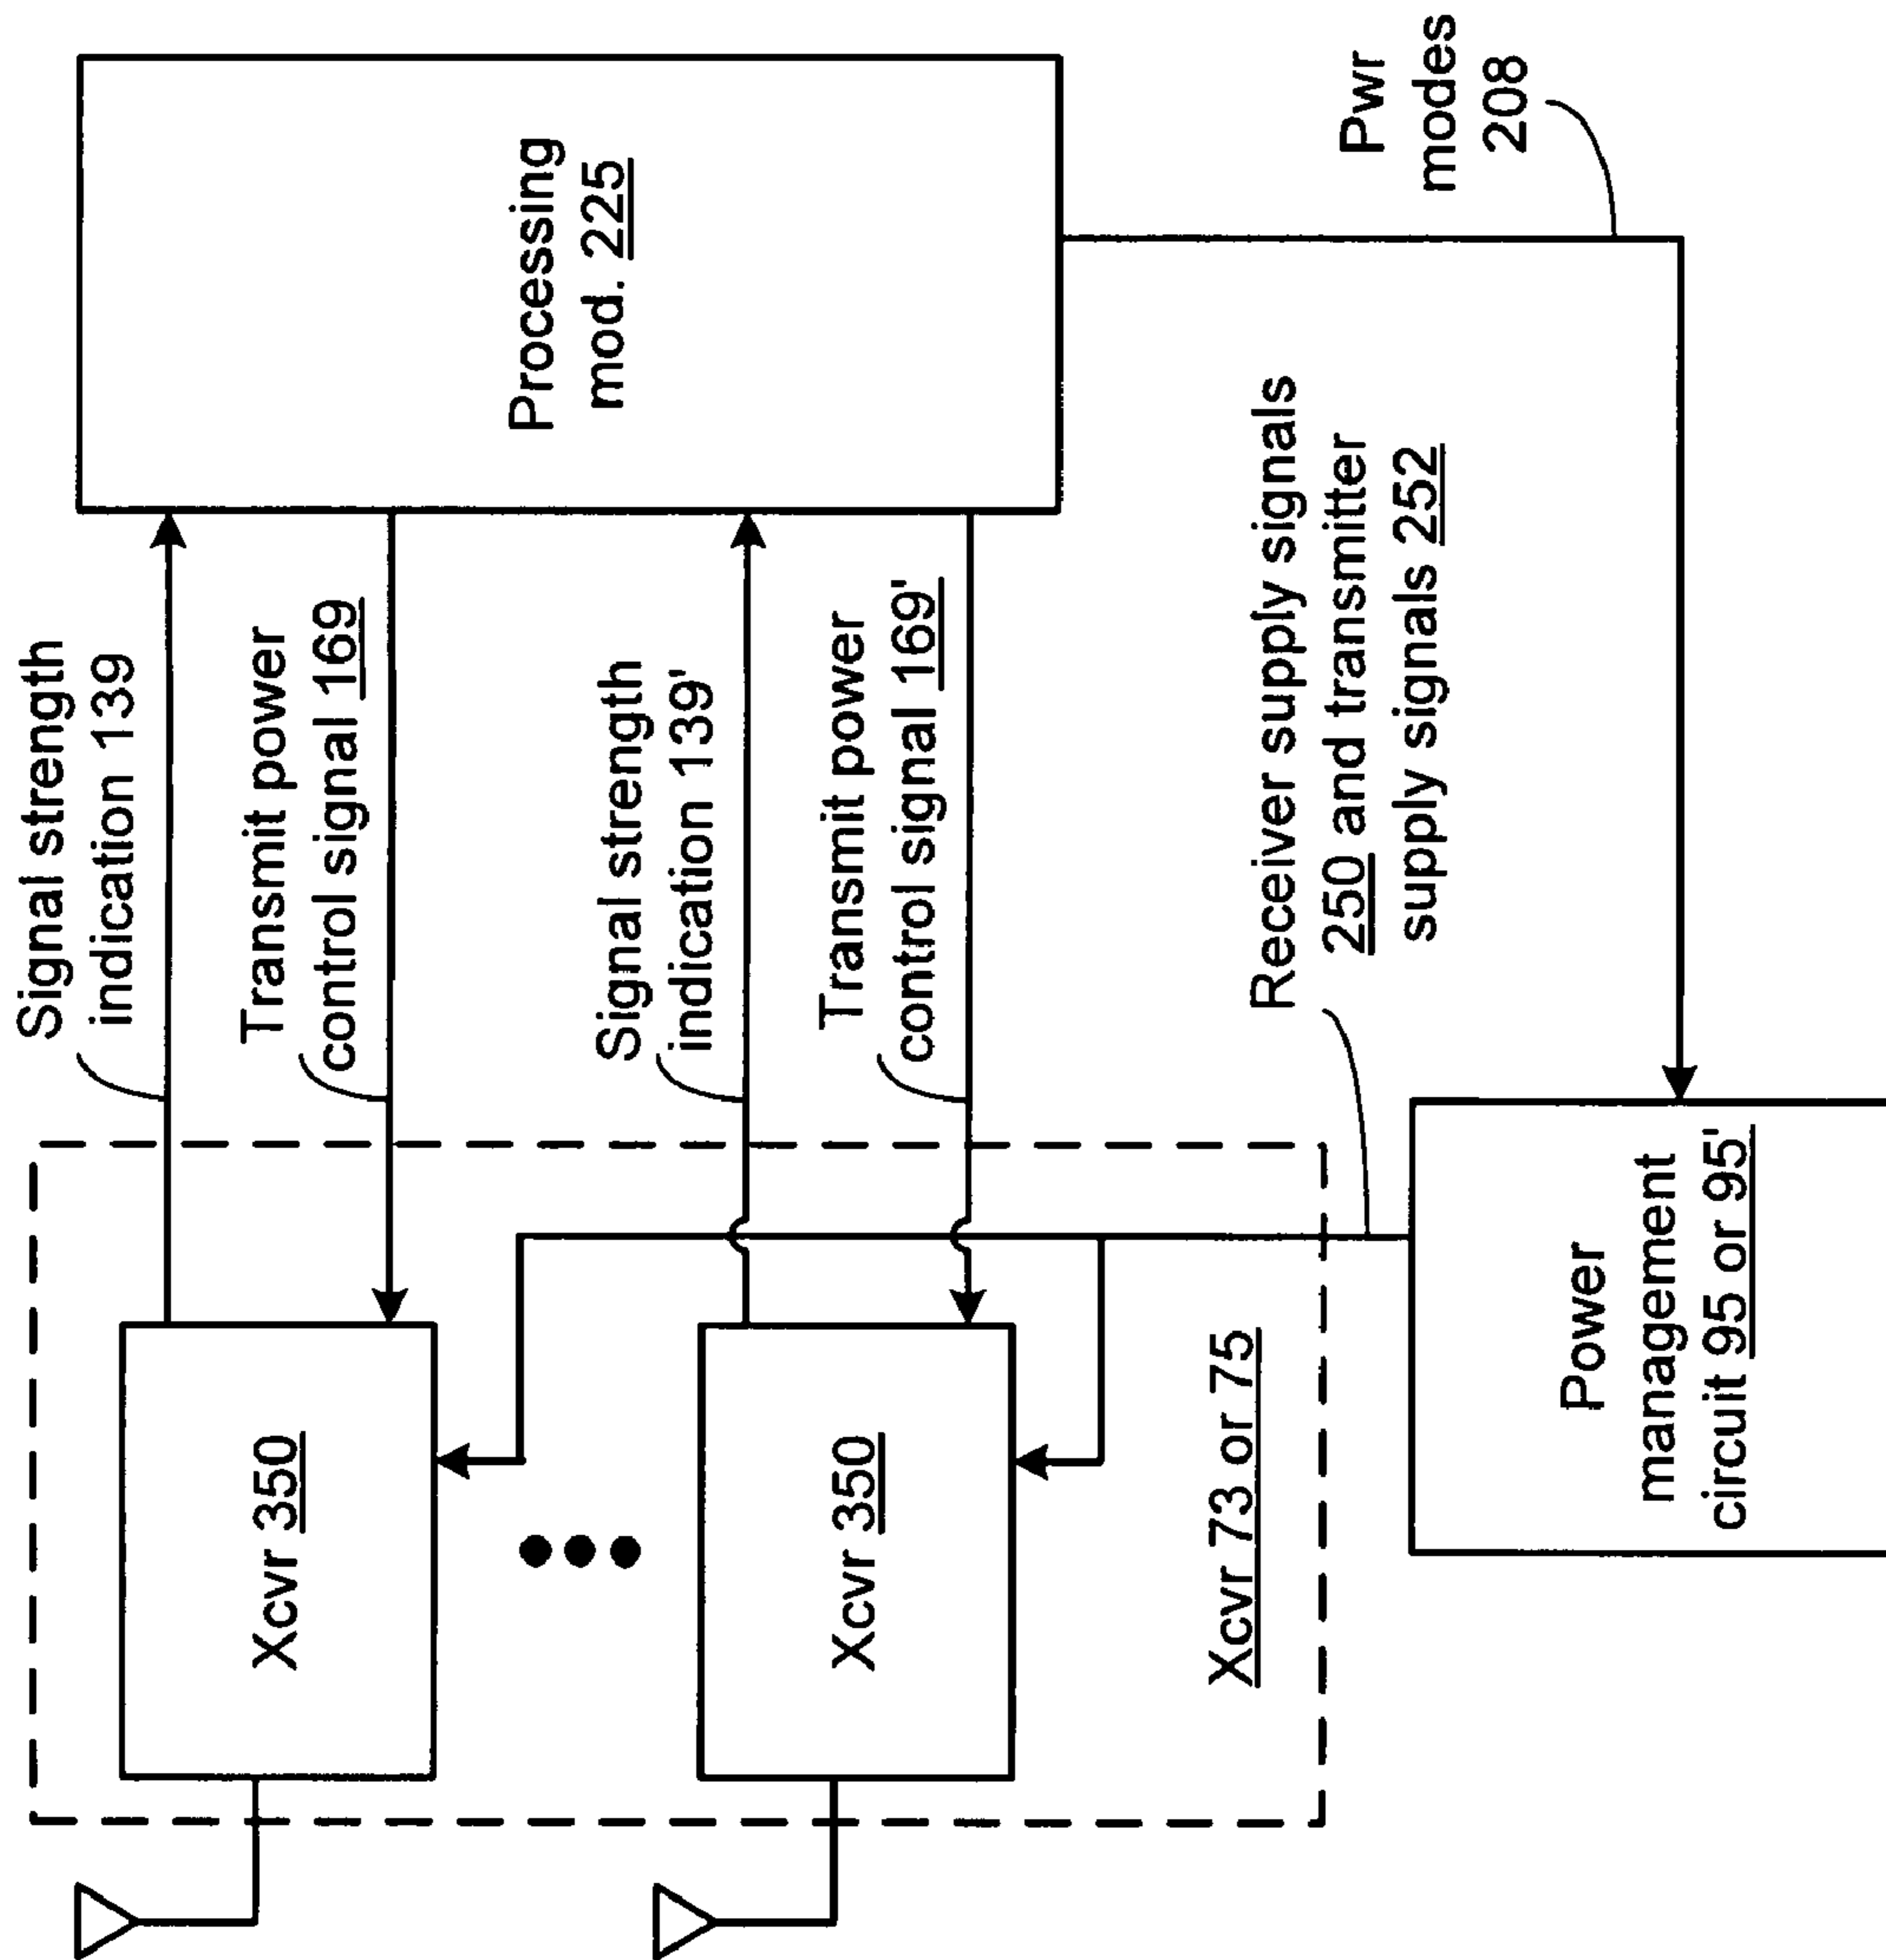 Signal strength
indication 139
Transmit power
control signal 169
Signal strength
indication 139'
Transmit power
control signal 169'
Processing
mod. 225
Xcvr 350
Xcvr 350
Xcvr 73 or 75
Receiver supply signals
250 and transmitter
supply signals 252
Pwr
modes
208
Power
management
circuit 95 or 95'